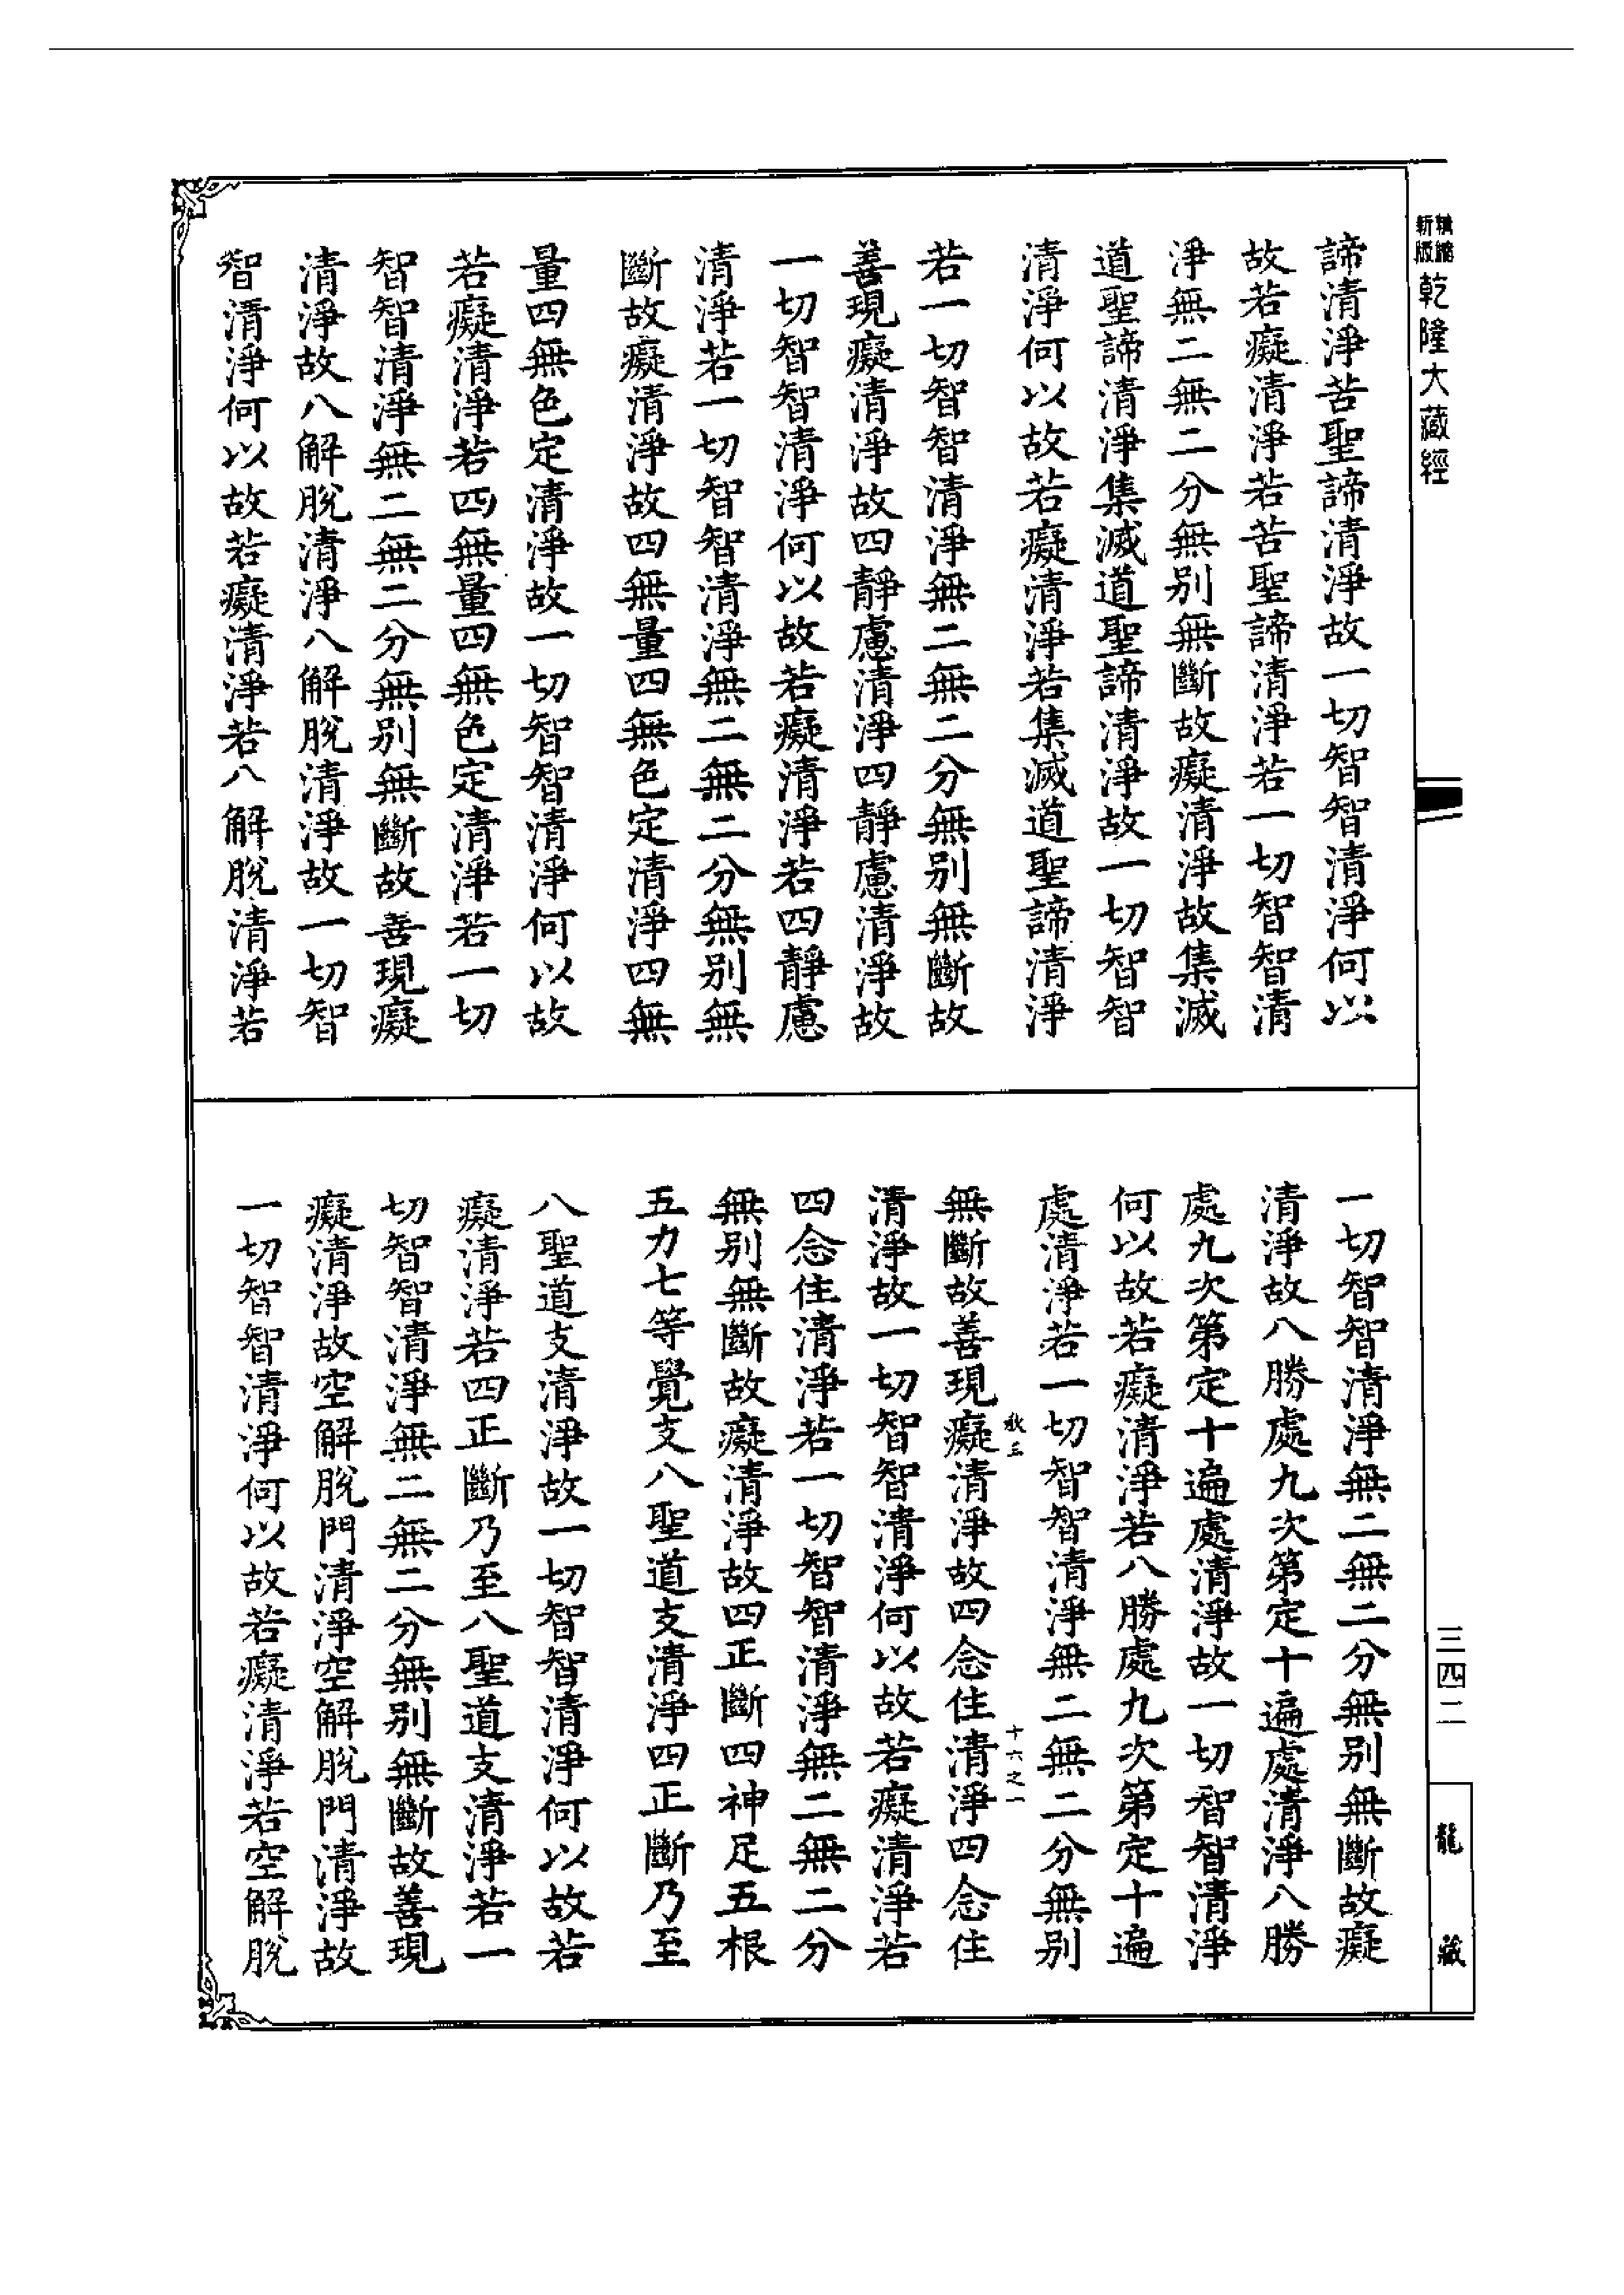 新版精縮
乾隆大藏經
諦清淨苦聖諦清淨故一切智智清淨何以
故若癡清淨若苦聖諦清淨若一切智智清
淨無二無二分無別無斷故癡清淨故集滅
道聖諦清淨集滅道聖諦清淨故一切智智
清淨何以故若癡清淨若集滅道聖諦清淨
若一切智智清淨無二無二分無別無斷故
善現癡清淨故四靜慮清淨四靜慮清淨故
一切智智清淨何以故若癡清淨若四靜慮
清淨若一切智智清淨無二無二分無別無
斷故癡清淨故四無量四無色定清淨四無
量四無色定清淨故一切智智清淨何以故
若癡清淨若四無量四無色定清淨若一切
智智清淨無二無二分無別無斷故善現癡
清淨故八解脫清淨八解脫清淨故一切智
智清淨何以故若癡清淨若八解脫清淨若
一切智智清淨無二無二分無別無斷故癡
清淨故八勝處九次第定十遍處清淨八勝
處九次第定十遍處清淨故一切智智清淨
何以故若癡清淨若八勝處九次第定十遍
處清淨若一切智智清淨無二無二分無別
十六之一
無斷故善現癡清淨故四念住清淨四念住
清淨故一切智智清淨何以故若癡清淨若
四念住清淨若一切智智清淨無二無二分
無別無斷故癡清淨故四正斷四神足五根
五力七等覺支八聖道支清淨四正斷乃至
八聖道支清淨故一切智智清淨何以故若
癡清淨若四正斷乃至八聖道支清淨若一
切智智清淨無二無二分無別無斷故善現
癡清淨故空解脫門清淨空解脫門清淨故
一切智智清淨何以故若癡清淨若空解脫
三四二
龍藏